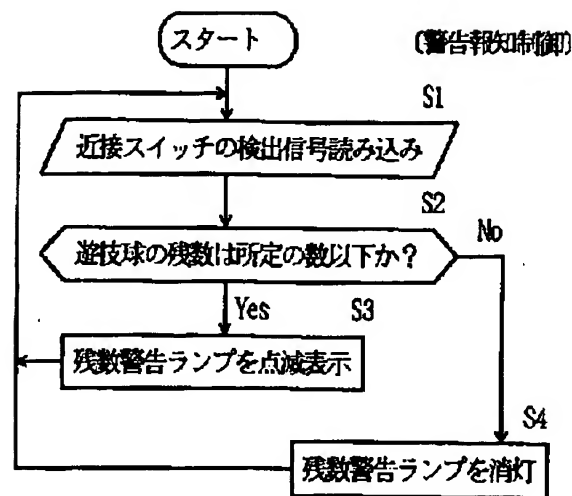 スタート
〔警告報知制御〕
S1
近接スイッチの検出信号読み込み
S2
遊技球の残数は所定の数以下か?
No
Yes
S3
残数警告ランプを点滅表示
S4
残数警告ランプを消灯